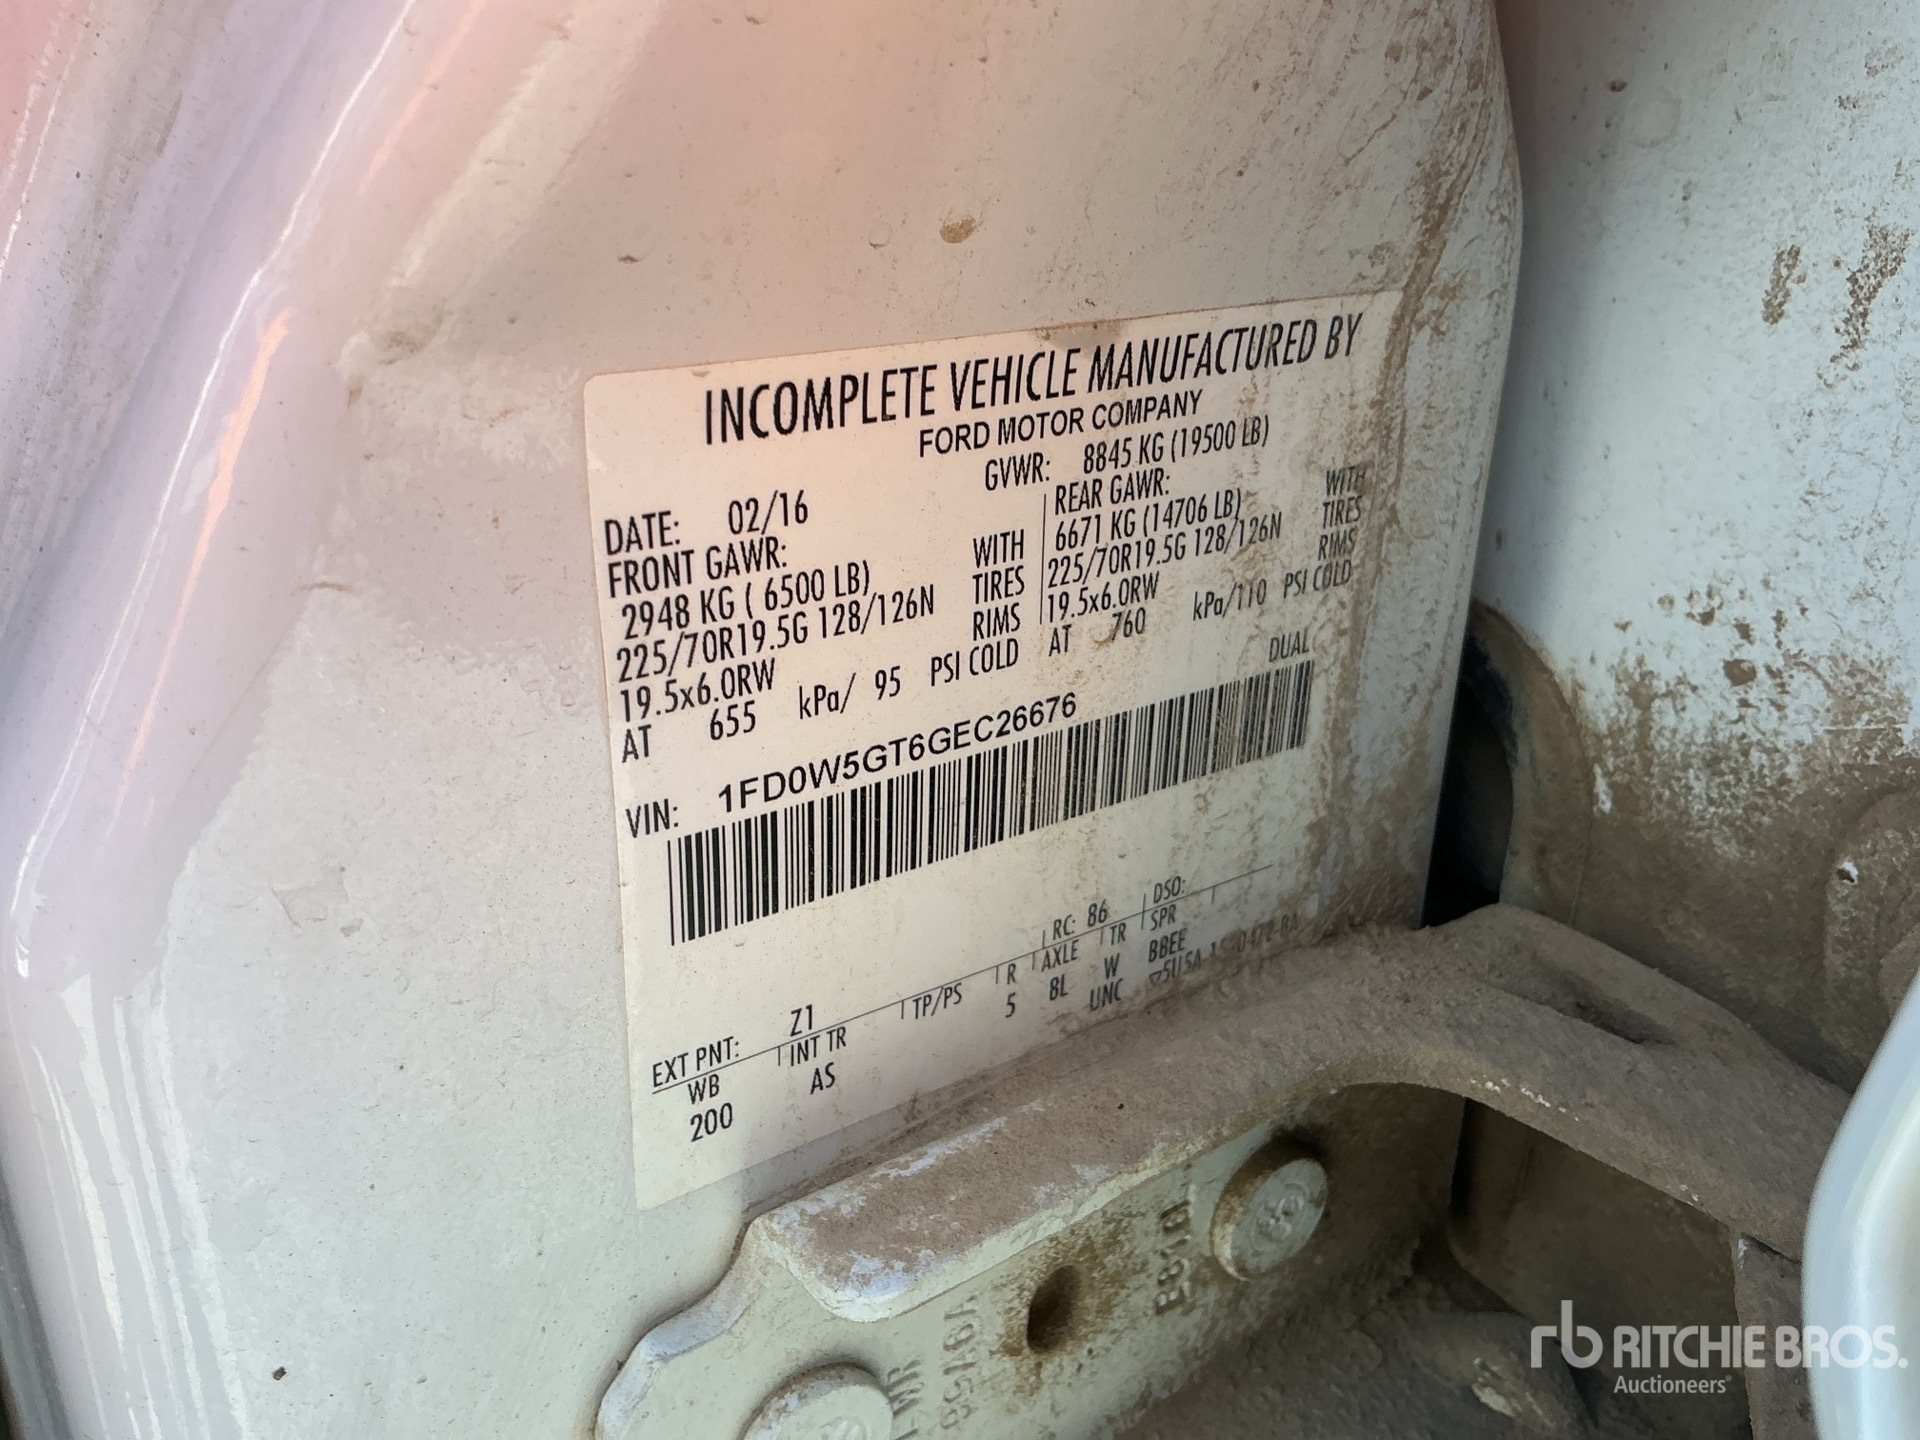 INCOMPLETE VEHICLE MANUFACTURED BY
FORD MOTOR COMPANY
DATE: 02/16 GVWR: 8845 KG (19500 LB)
FRONT GAWR: REAR GAWR:
2948 KG ( 6500 LB) WITH 6671 KG (14706 LB) WITH
225/70R19.5G 128/126N TIRES 225/70R19.5G 128/126N TIRES
19.5x6.0RW RIMS 19.5x6.0RW RIMS
AT 655 kPa/ 95 PSI COLD AT 760 kPa/110 PSI COLD
DUAL
VIN: 1FD0W5GT6GEC26676
EXT PNT: Z1 RC: 86 DSO:
WB INT TR TP/PS R AXLE TR SPR
200 AS 5 8L W BBEE
UNC
rb RITCHIE BROS.
Auctioneers